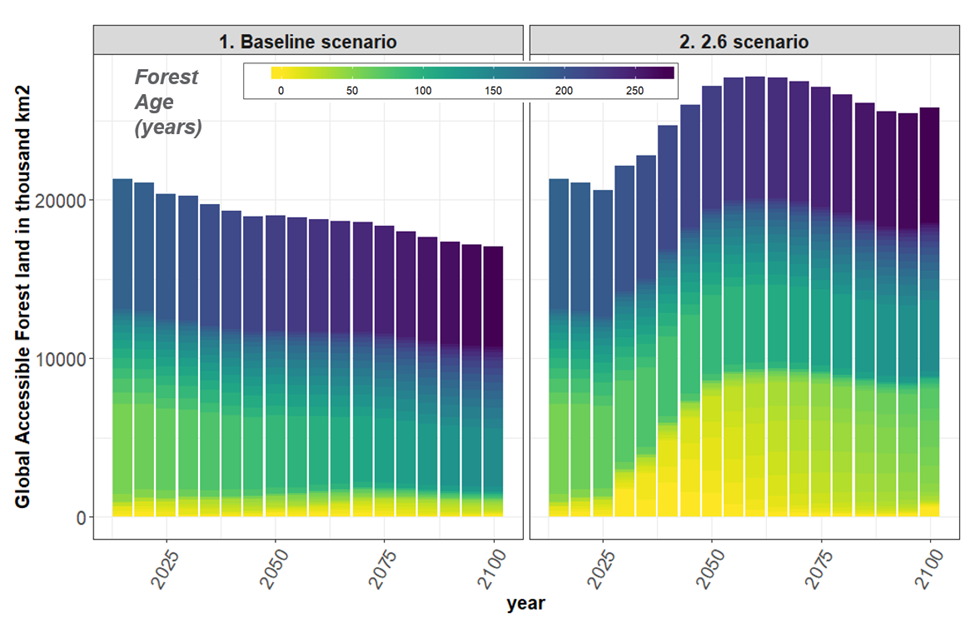 1. Baseline scenario
2. 2.6 scenario
Forest
Age
(years)
0 50 100 150 200 250
Global Accessible Forest land in thousand km2
20000
10000
0
2025 2050 2075 2100
2025 2050 2075 2100
year